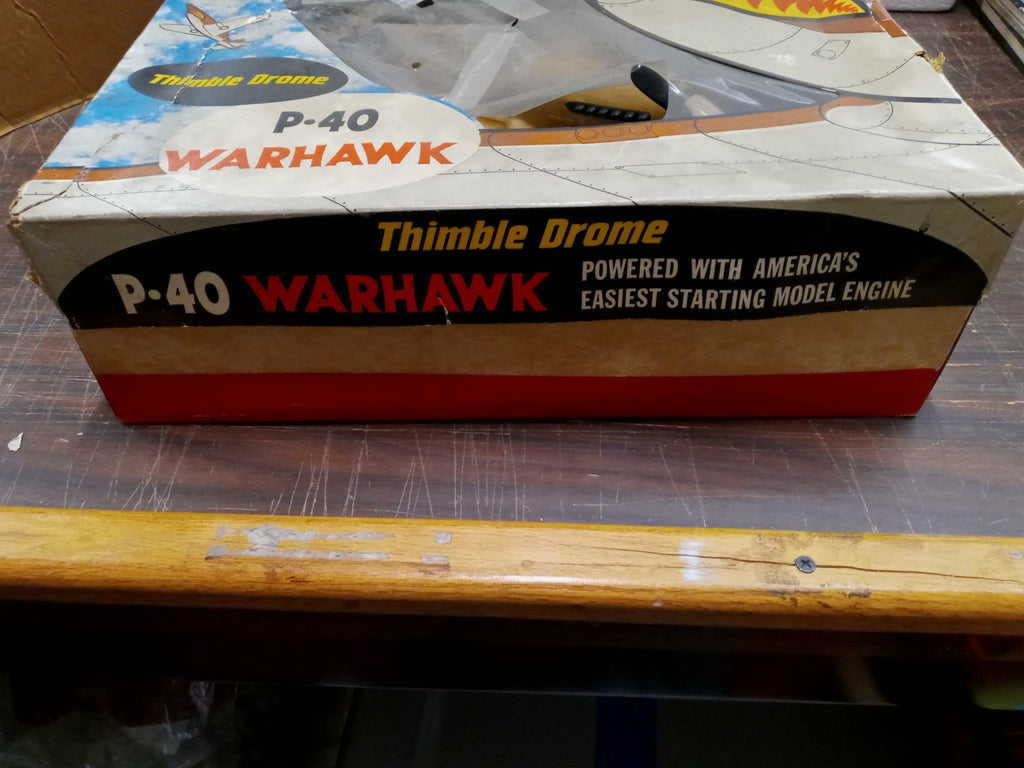 Thimble Drome
P-40
WARHAWK
Thimble Drome
P-40 WARHAWK
POWERED WITH AMERICA'S
EASIEST STARTING MODEL ENGINE